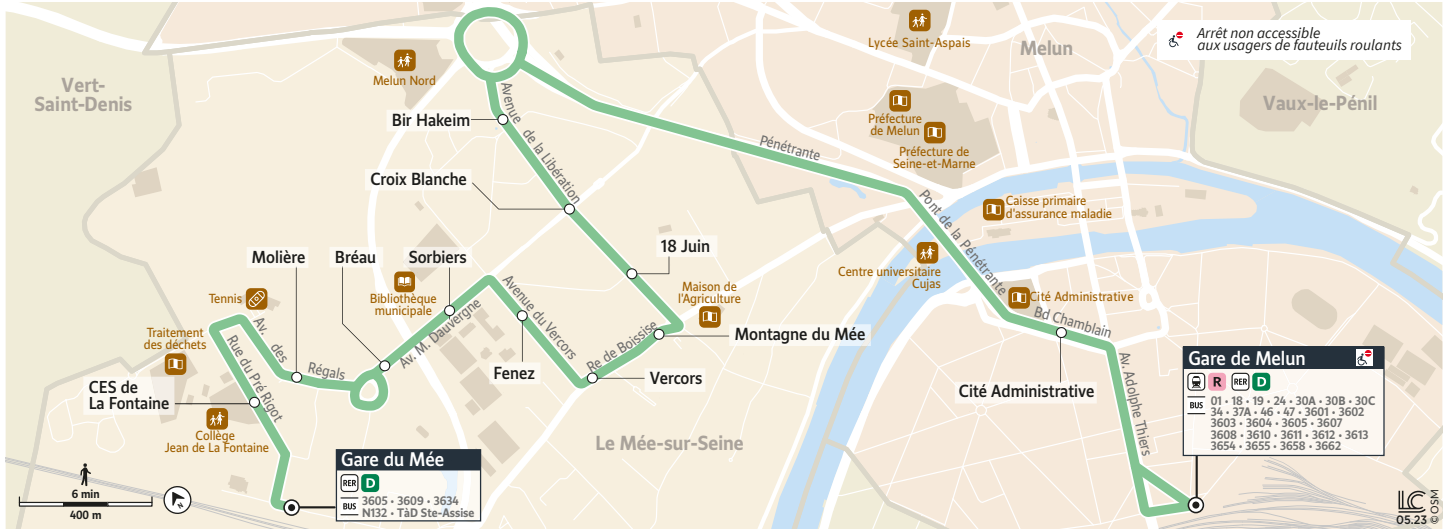 Vert-
Saint-Denis
Melun Nord
Lycée Saint-Aspais
Melun
Arrêt non accessible
aux usagers de fauteuils roulants
Vaux-le-Pénil
Bir Hakeim
Avenue de la Libération
Pénétrante
Préfecture
de Melun
Préfecture de
Seine-et-Marne
Croix Blanche
Pont de la Pénétrante
Caisse primaire
d'assurance maladie
Molière
Bréau
Sorbiers
18 Juin
Centre universitaire
Cujas
Tennis
Bibliothèque
municipale
Avenue du Vercors
Maison de
l'Agriculture
Cité Administrative
Traitement
des déchets
Av. des Régals
Av. M. Dauvergne
Re de Boissise
Montagne du Mée
Bd Chamblain
Rue du Pré Rigot
Fenez
Vercors
CES de
La Fontaine
Cité Administrative
Av. Adolphe Thiers
Collège
Jean de La Fontaine
Le Mée-sur-Seine
Gare de Melun
R RER D
BUS 01 • 18 • 19 • 24 • 30A • 30B • 30C
34 • 37A • 46 • 47 • 3601 • 3602
3603 • 3604 • 3605 • 3607
3608 • 3610 • 3611 • 3612 • 3613
3654 • 3655 • 3658 • 3662
Gare du Mée
RER D
BUS 3605 • 3609 • 3634
N132 • TàD Ste-Assise
6 min
400 m
N
LC
05.23 © OSM